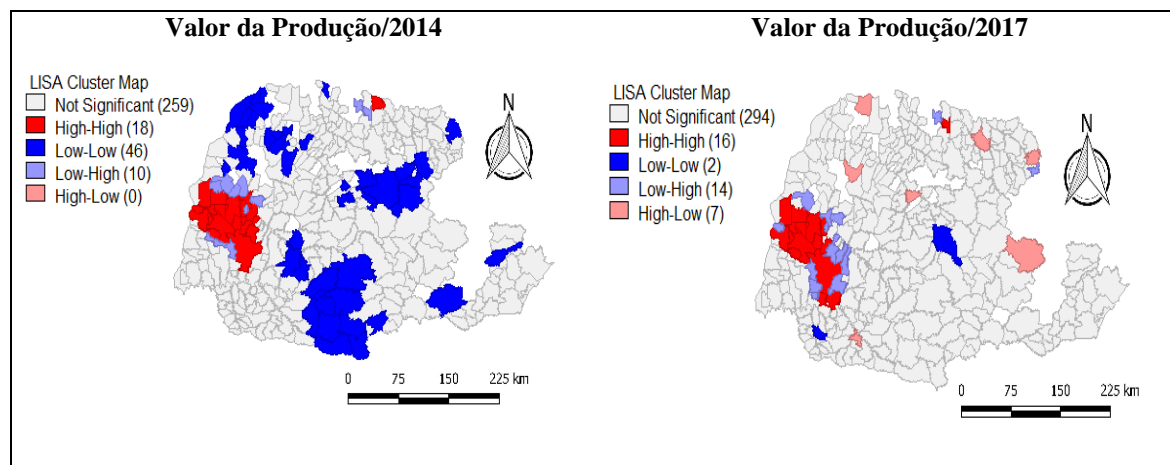 Valor da Produção/2014
LISA Cluster Map
Not Significant (259)
High-High (18)
Low-Low (46)
Low-High (10)
High-Low (0)
N
0 75 150 225 km
Valor da Produção/2017
LISA Cluster Map
Not Significant (294)
High-High (16)
Low-Low (2)
Low-High (14)
High-Low (7)
N
0 75 150 225 km